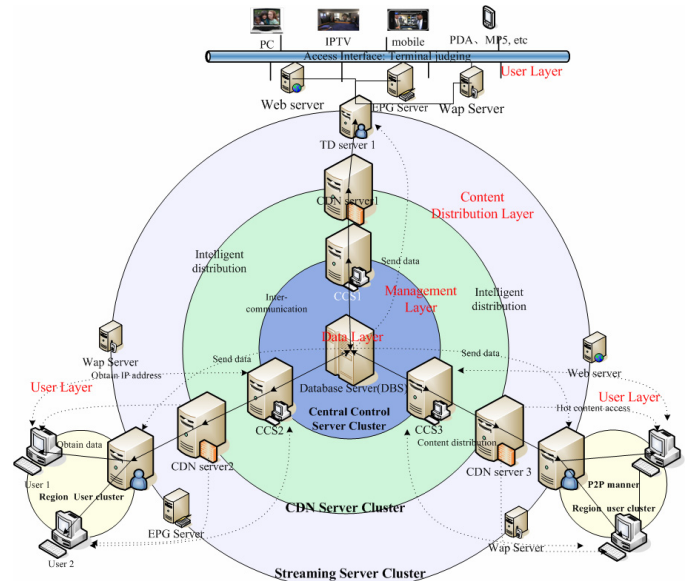 PC
IPTV
mobile
PDA、MP5, etc
Access Interface: Terminal judging
User Layer
Web server
EPG Server
Wap Server
TD server 1
CDN server1
Content
Distribution Layer
Intelligent
distribution
Send data
CCS1
Inter-
communication
Management
Layer
Intelligent
distribution
Data Layer
Wap Server
Obtain IP address
Send data
Send data
Web server
User Layer
Database Server(DBS)
User Layer
Central Control
Server Cluster
CCS2
CCS3
Hot content access
Obtain data
Content distribution
CDN server2
CDN server 3
User 1
Region User cluster
P2P manner
Region user cluster
CDN Server Cluster
EPG Server
Wap Server
User 2
Streaming Server Cluster